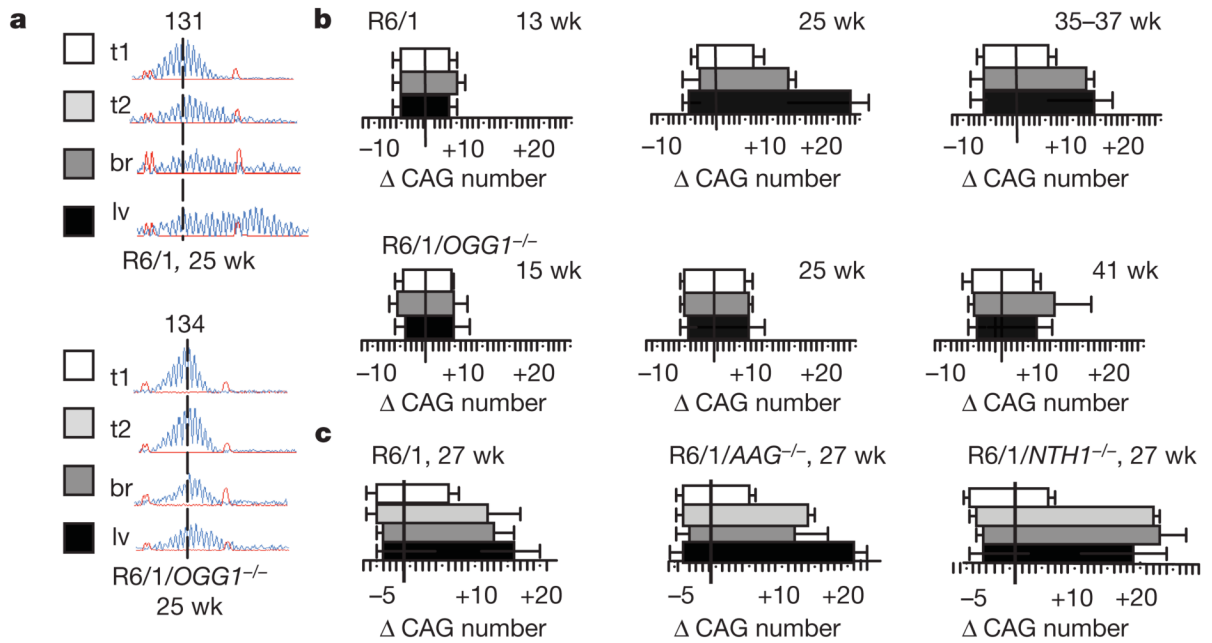 a
131
t1
t2
br
lv
R6/1, 25 wk
134
t1
t2
br
lv
R6/1/OGG1–/–
25 wk
b
R6/1 13 wk 25 wk 35–37 wk
–10 +10 +20 –10 +10 +20 –10 +10 +20
Δ CAG number Δ CAG number Δ CAG number
R6/1/OGG1–/–
15 wk 25 wk 41 wk
–10 +10 +20 –10 +10 +20 –10 +10 +20
Δ CAG number Δ CAG number Δ CAG number
c
R6/1, 27 wk R6/1/AAG–/–, 27 wk R6/1/NTH1–/–, 27 wk
–5 +10 +20 –5 +10 +20 –5 +10 +20
Δ CAG number Δ CAG number Δ CAG number